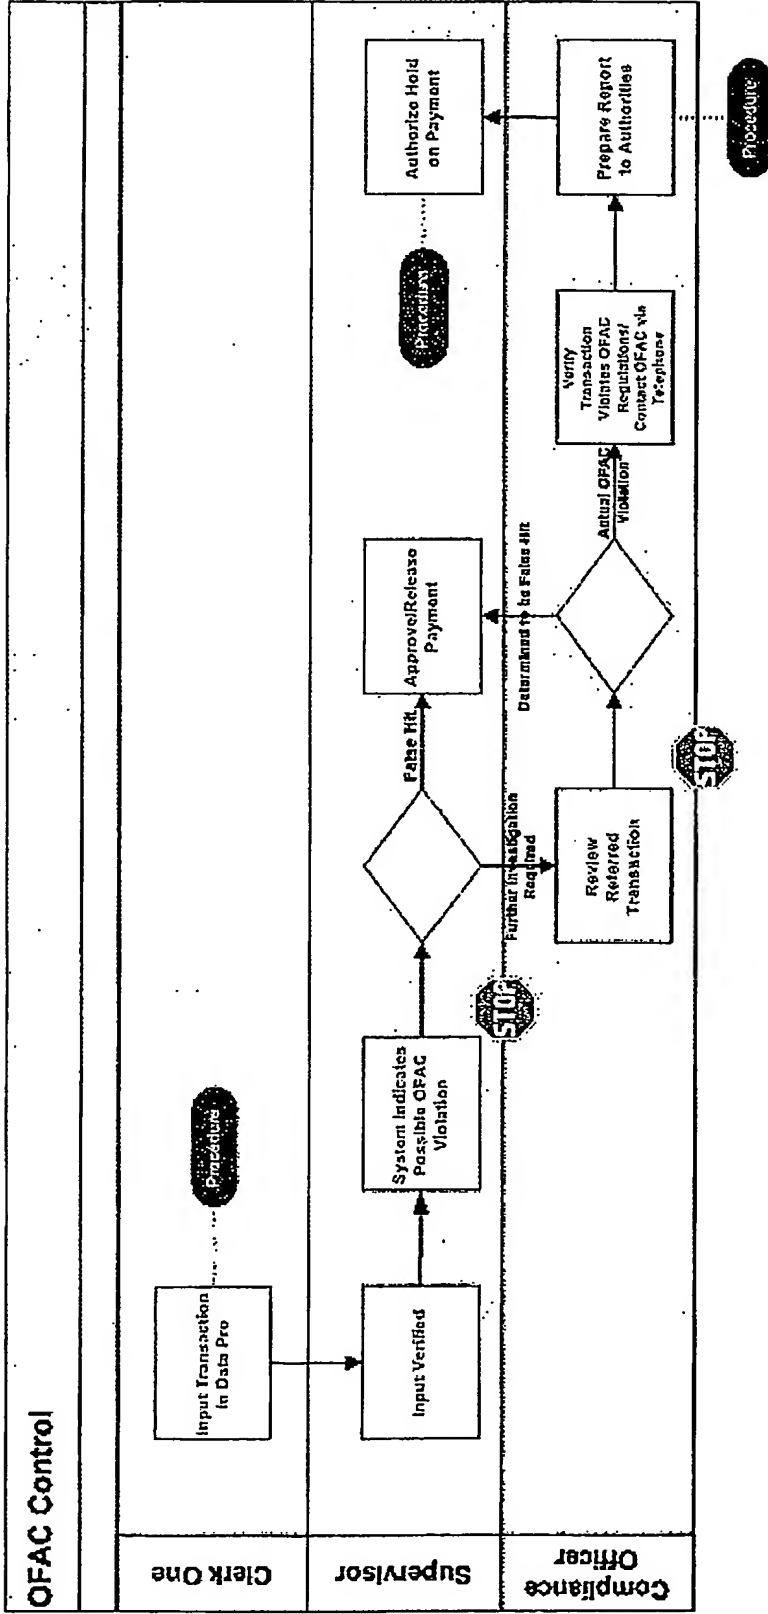 OFAC Control
Clerk One
Input Transaction
in Data Pro
Procedure
Supervisor
Input Verified
System Indicates
Possible OFAC
Violation
STOP
False Hit
Further Investigation
Required
Approve/Release
Payment
Procedure
Authorize Hold
on Payment
Compliance
Officer
Review
Referred
Transaction
STOP
Determined to be False Hit
Actual OFAC
Violation
Verify
Transaction
Violates OFAC
Regulations/
Contact OFAC via
Telephone
Prepare Report
to Authorities
Procedure